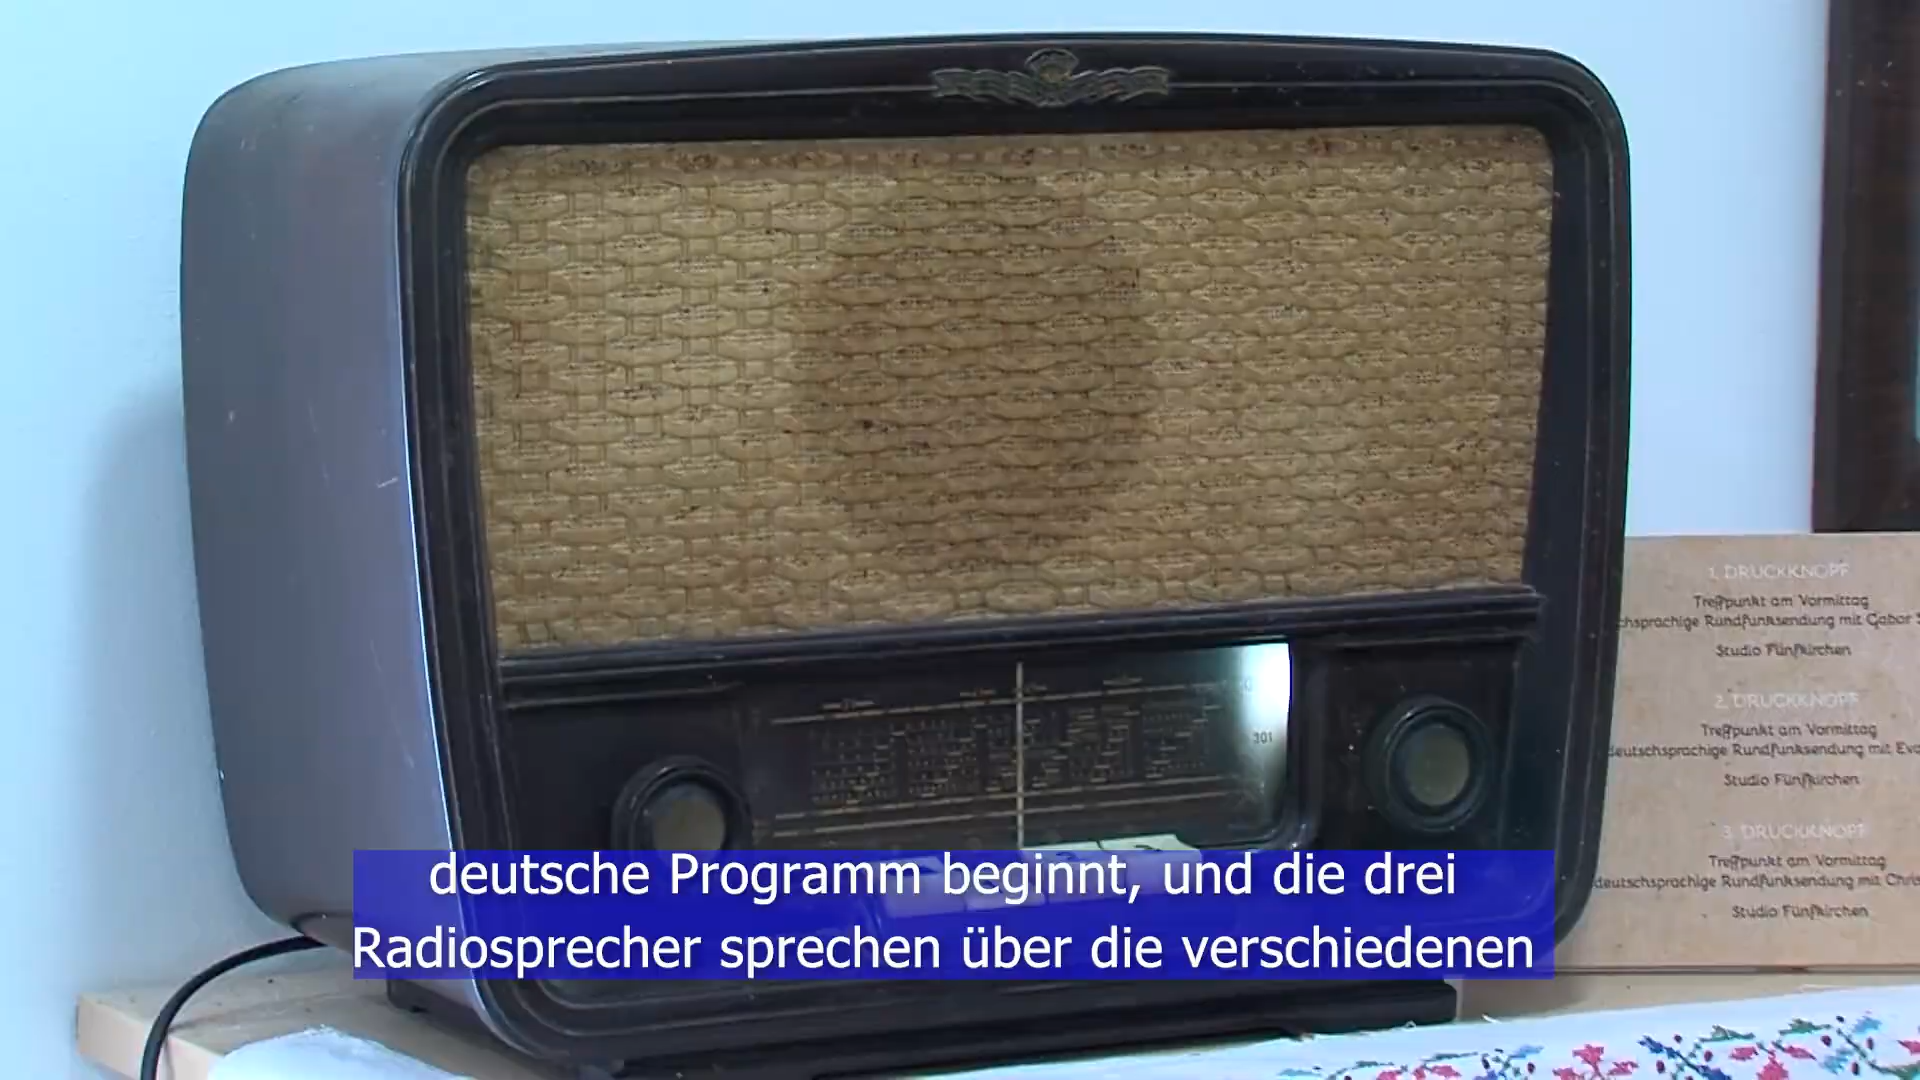 1. DRUCKKNOPF
Treffpunkt am Vormittag
chsprachige Rundfunksendung mit Gabor
Studio Fünfkirchen
2. DRUCKKNOPF
Treffpunkt am Vormittag
deutschsprachige Rundfunksendung mit Eva
Studio Fünfkirchen
3. DRUCKKNOPF
Treffpunkt am Vormittag
deutschsprachige Rundfunksendung mit Chris
Studio Fünfkirchen
301
deutsche Programm beginnt, und die drei
Radiosprecher sprechen über die verschiedenen